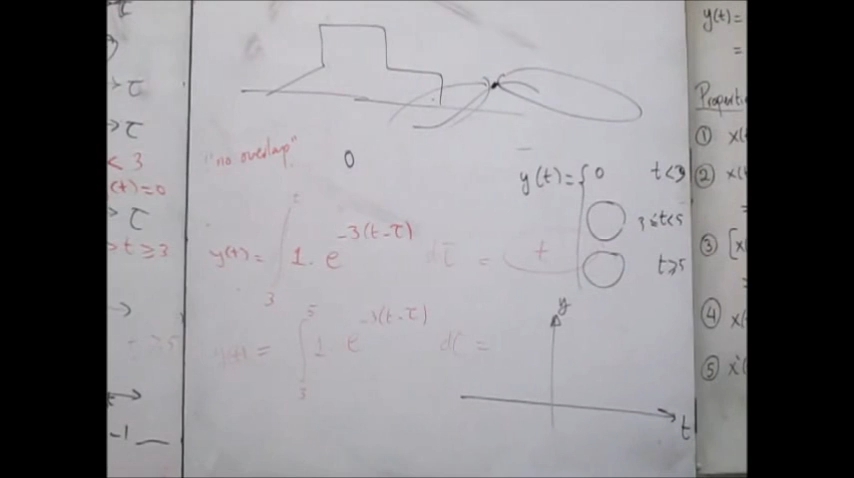 τ
< τ
> τ
< 3
(t)=0
> τ
> t ≥ 3
-1
"no overlap"
0
y(t) = { 0 t<3
3≤t<5
t≥5
y(t) = ∫ 3 1. e^-3(t-τ) dτ = t
y(t) = ∫ 3 5 1 e^-3(t-τ) dτ =
y
t
y(t)=
=
Properti
① x(
② x(
=
③ [x
=
④ x(
⑤ x(